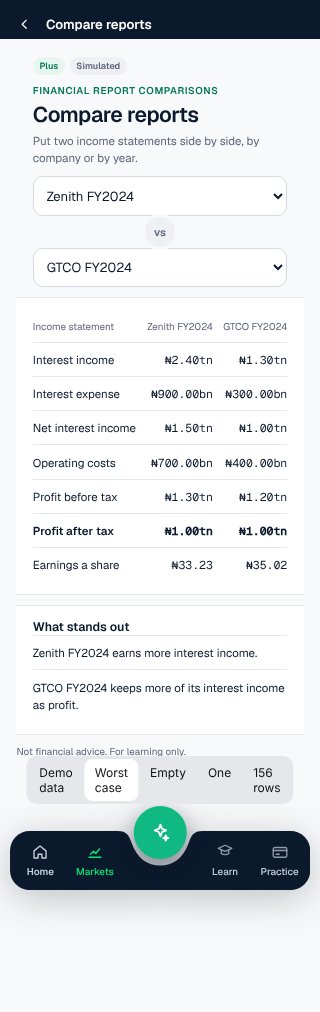 Compare reports
Plus Simulated
FINANCIAL REPORT COMPARISONS
Compare reports
Put two income statements side by side, by
company or by year.
Zenith FY2024
vs
GTCO FY2024
Income statement Zenith FY2024 GTCO FY2024
Interest income ₦2.40tn ₦1.30tn
Interest expense ₦900.00bn ₦300.00bn
Net interest income ₦1.50tn ₦1.00tn
Operating costs ₦700.00bn ₦400.00bn
Profit before tax ₦1.30tn ₦1.20tn
Profit after tax ₦1.00tn ₦1.00tn
Earnings a share ₦33.23 ₦35.02
What stands out
Zenith FY2024 earns more interest income.
GTCO FY2024 keeps more of its interest income
as profit.
Not financial advice. For learning only.
Demo data Worst case Empty One 156 rows
Home Markets Learn Practice